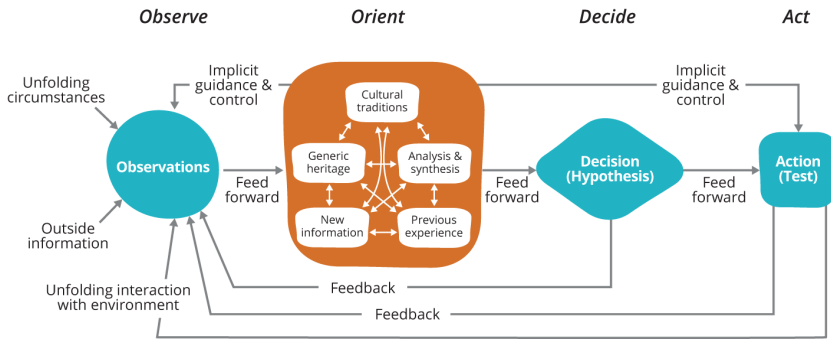 Observe
Orient
Decide
Act
Unfolding
circumstances
Implicit
guidance &
control
Observations
Outside
information
Feed
forward
Cultural
traditions
Generic
heritage
Analysis &
synthesis
New
information
Previous
experience
Feed
forward
Decision
(Hypothesis)
Implicit
guidance &
control
Feed
forward
Action
(Test)
Unfolding interaction
with environment
Feedback
Feedback